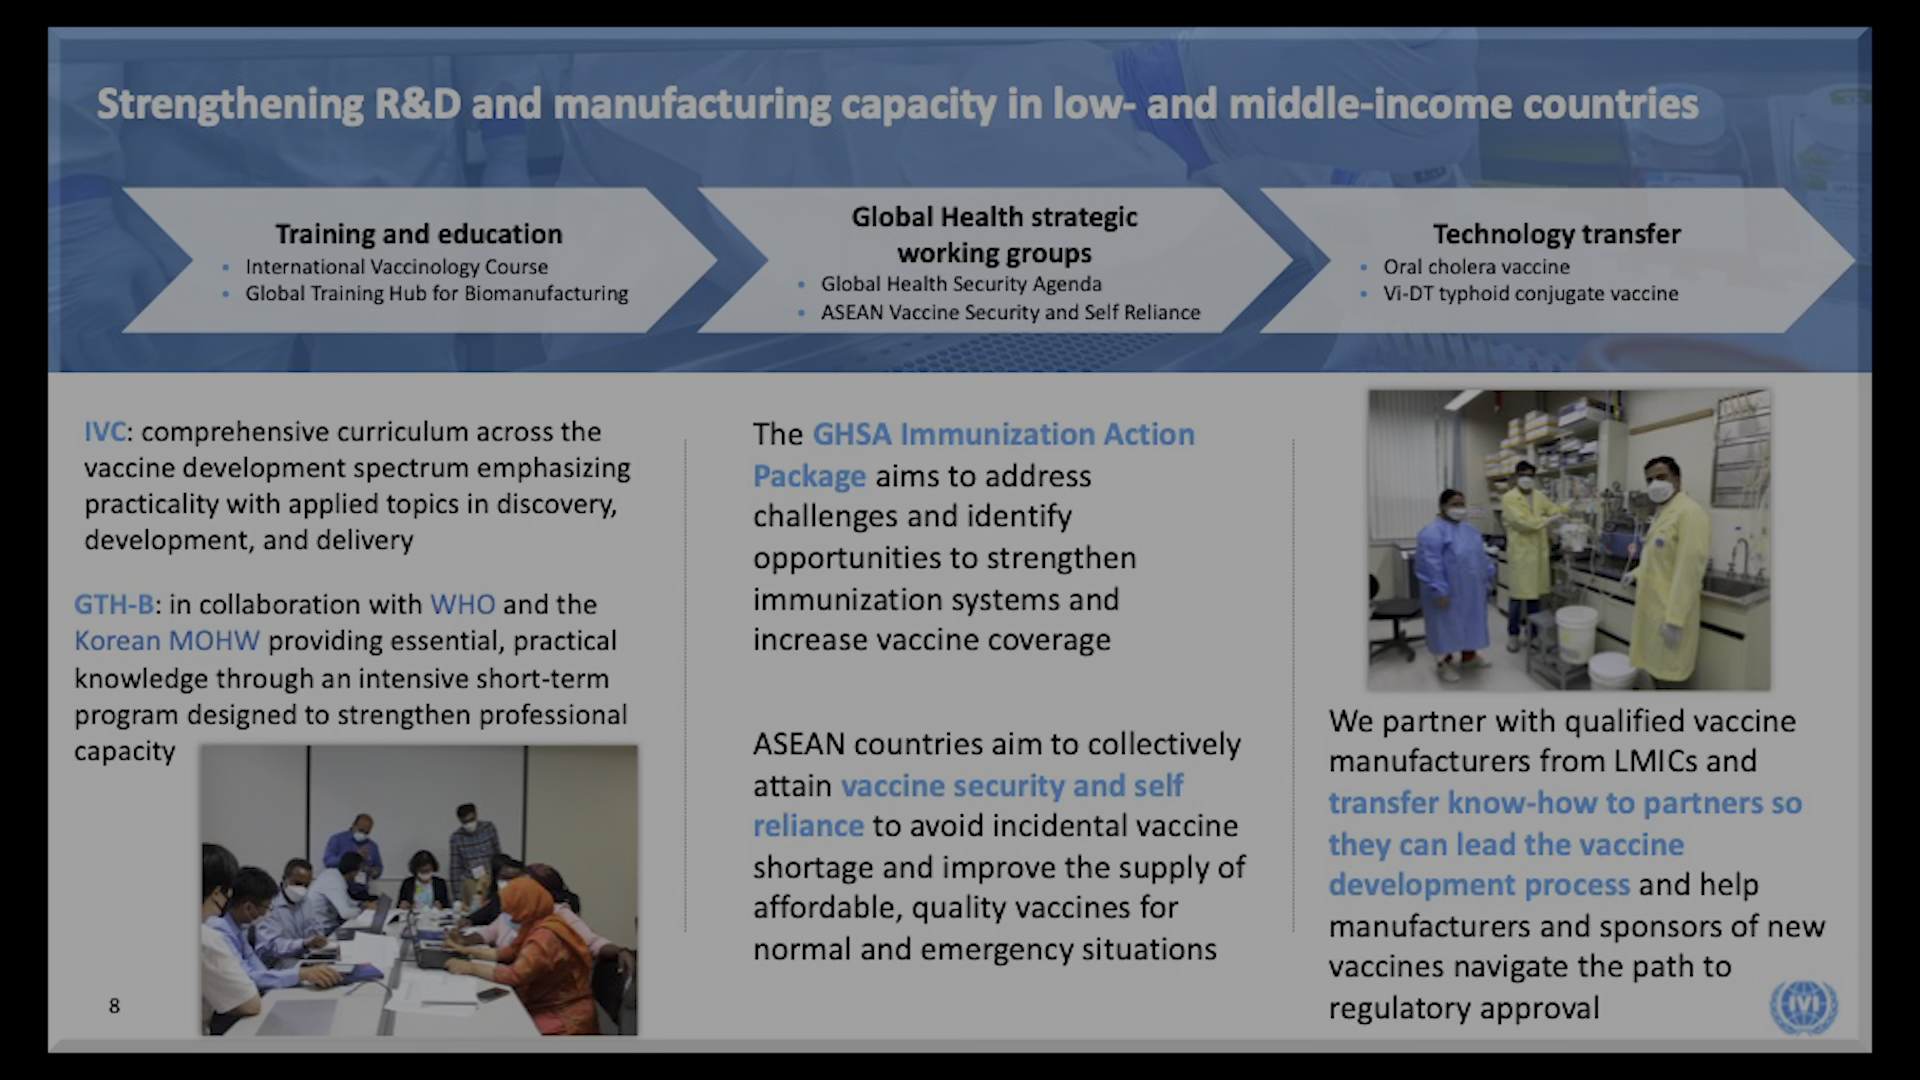 Strengthening R&D and manufacturing capacity in low- and middle-income countries
Training and education
• International Vaccinology Course
• Global Training Hub for Biomanufacturing
Global Health strategic
working groups
• Global Health Security Agenda
• ASEAN Vaccine Security and Self Reliance
Technology transfer
• Oral cholera vaccine
• Vi-DT typhoid conjugate vaccine
IVC: comprehensive curriculum across the
vaccine development spectrum emphasizing
practicality with applied topics in discovery,
development, and delivery
GTH-B: in collaboration with WHO and the
Korean MOHW providing essential, practical
knowledge through an intensive short-term
program designed to strengthen professional
capacity
The GHSA Immunization Action
Package aims to address
challenges and identify
opportunities to strengthen
immunization systems and
increase vaccine coverage
ASEAN countries aim to collectively
attain vaccine security and self
reliance to avoid incidental vaccine
shortage and improve the supply of
affordable, quality vaccines for
normal and emergency situations
We partner with qualified vaccine
manufacturers from LMICs and
transfer know-how to partners so
they can lead the vaccine
development process and help
manufacturers and sponsors of new
vaccines navigate the path to
regulatory approval
8
IVI